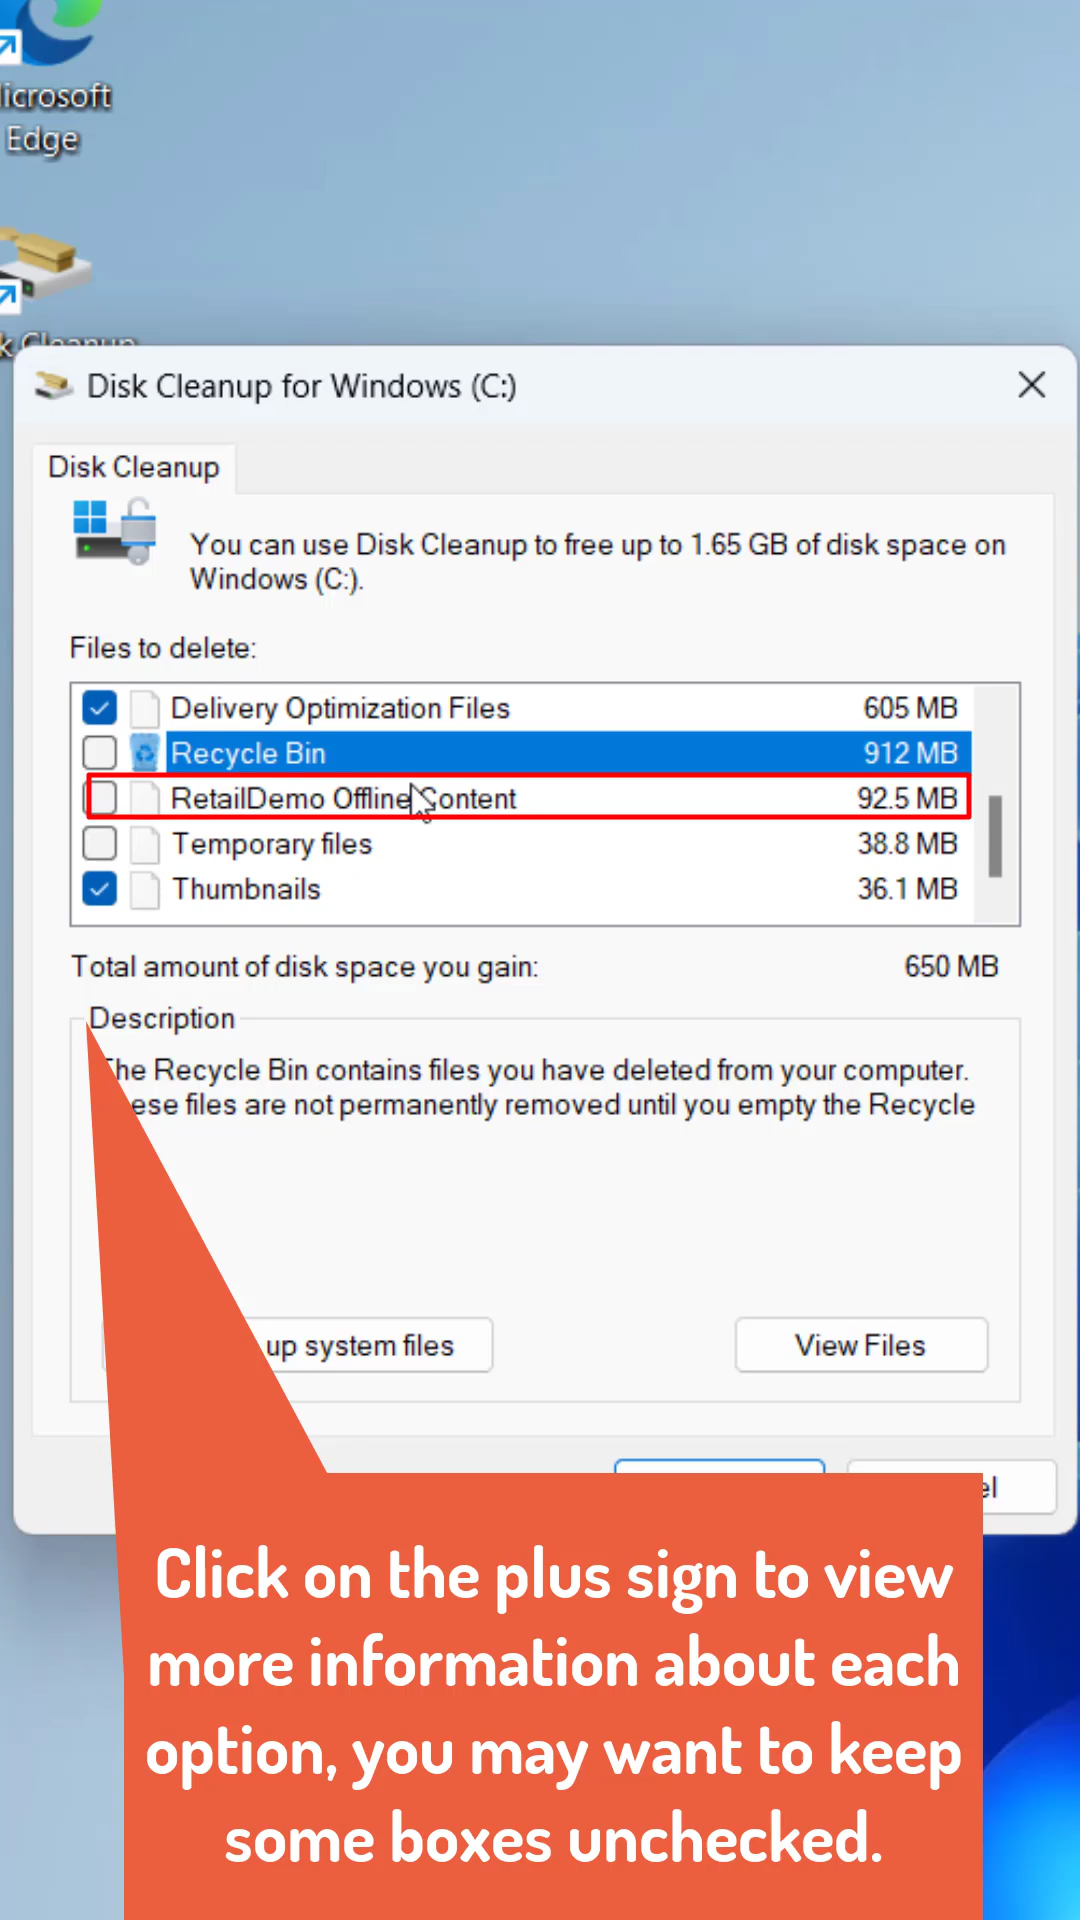 icrosoft
Edge
k Cleanup
Disk Cleanup for Windows (C:)
Disk Cleanup
You can use Disk Cleanup to free up to 1.65 GB of disk space on
Windows (C:).
Files to delete:
Delivery Optimization Files 605 MB
Recycle Bin 912 MB
RetailDemo Offline Content 92.5 MB
Temporary files 38.8 MB
Thumbnails 36.1 MB
Total amount of disk space you gain: 650 MB
Description
The Recycle Bin contains files you have deleted from your computer.
ese files are not permanently removed until you empty the Recycle
up system files View Files
el
Click on the plus sign to view
more information about each
option, you may want to keep
some boxes unchecked.